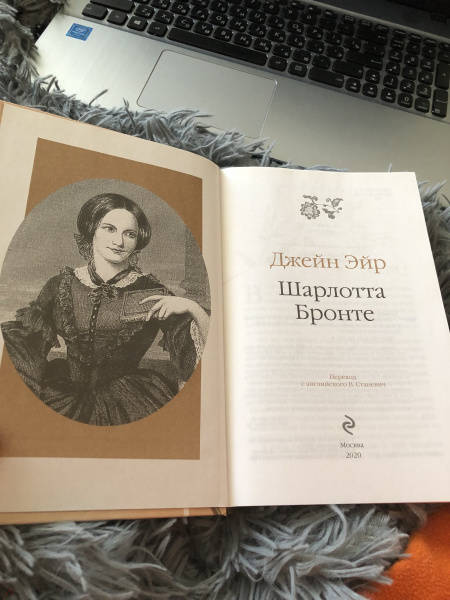 Джейн Эйр
Шарлотта
Бронте
Перевод
с английского В. Станевич
Москва
2020